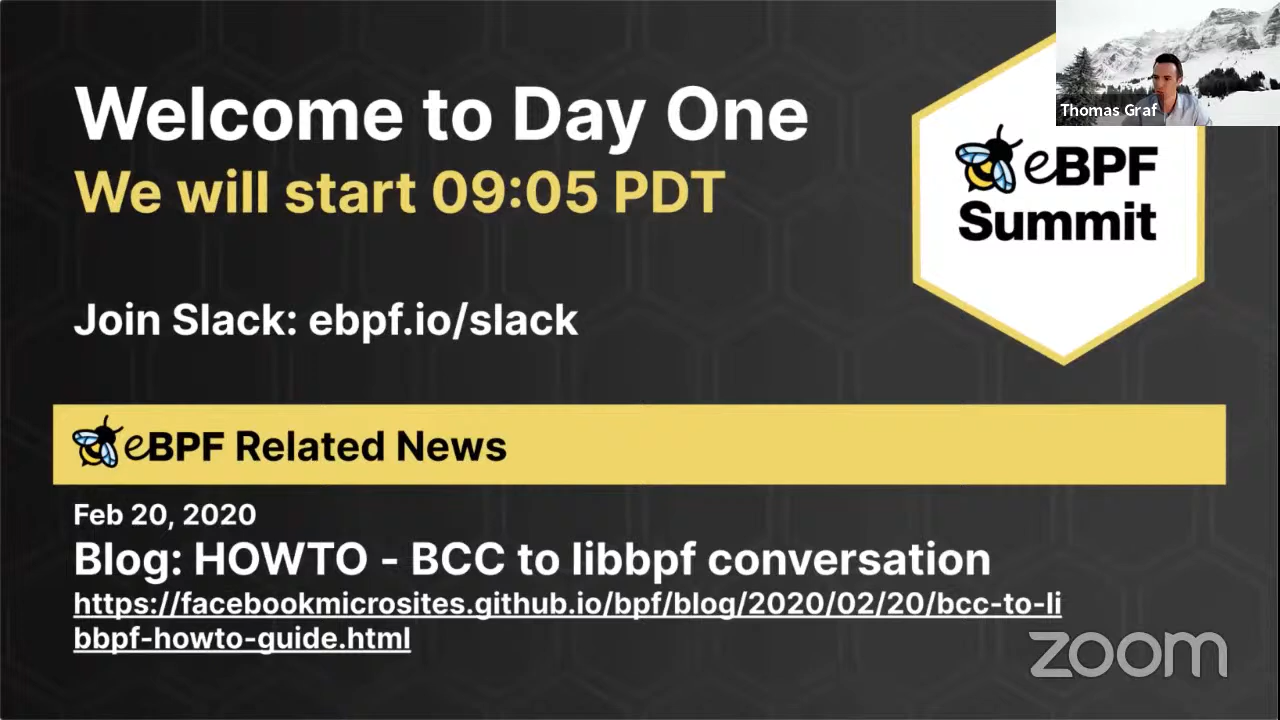 Welcome to Day One
We will start 09:05 PDT
Thomas Graf
eBPF
Summit
Join Slack: ebpf.io/slack
eBPF Related News
Feb 20, 2020
Blog: HOWTO - BCC to libbpf conversation
https://facebookmicrosites.github.io/bpf/blog/2020/02/20/bcc-to-li
bbpf-howto-guide.html
zoom